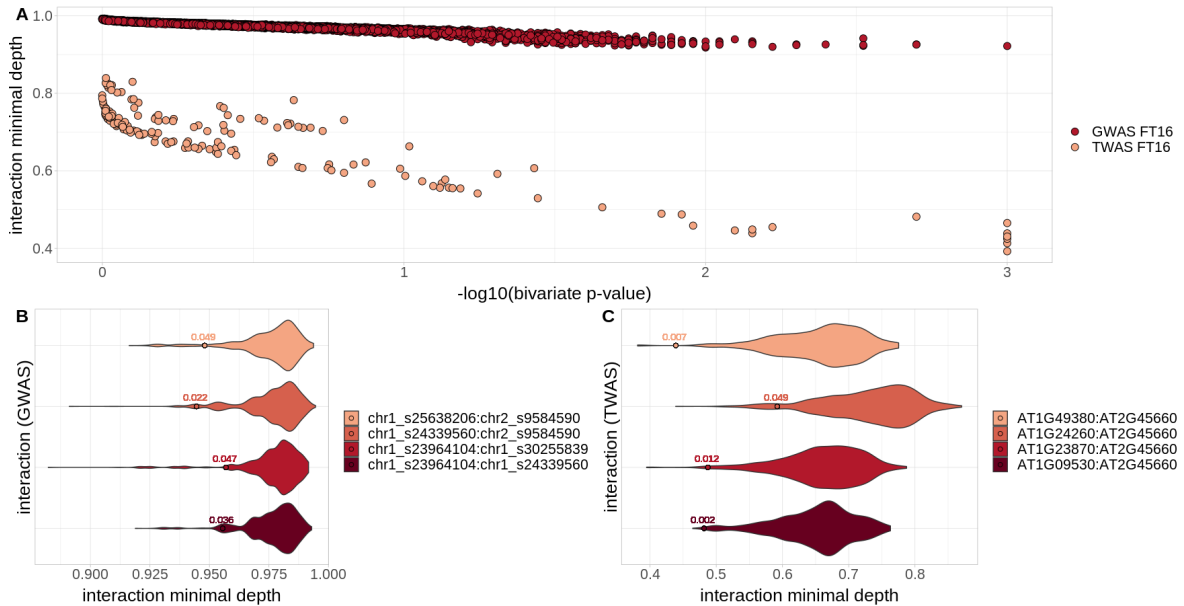 A
interaction minimal depth
1.0
0.8
0.6
0.4
0
1
2
3
-log10(bivariate p-value)
GWAS FT16
TWAS FT16
B
interaction (GWAS)
0.049
0.022
0.047
0.036
0.900
0.925
0.950
0.975
1.000
interaction minimal depth
chr1_s25638206:chr2_s9584590
chr1_s24339560:chr2_s9584590
chr1_s23964104:chr1_s30255839
chr1_s23964104:chr1_s24339560
C
interaction (TWAS)
0.007
0.049
0.012
0.002
0.4
0.5
0.6
0.7
0.8
interaction minimal depth
AT1G49380:AT2G45660
AT1G24260:AT2G45660
AT1G23870:AT2G45660
AT1G09530:AT2G45660